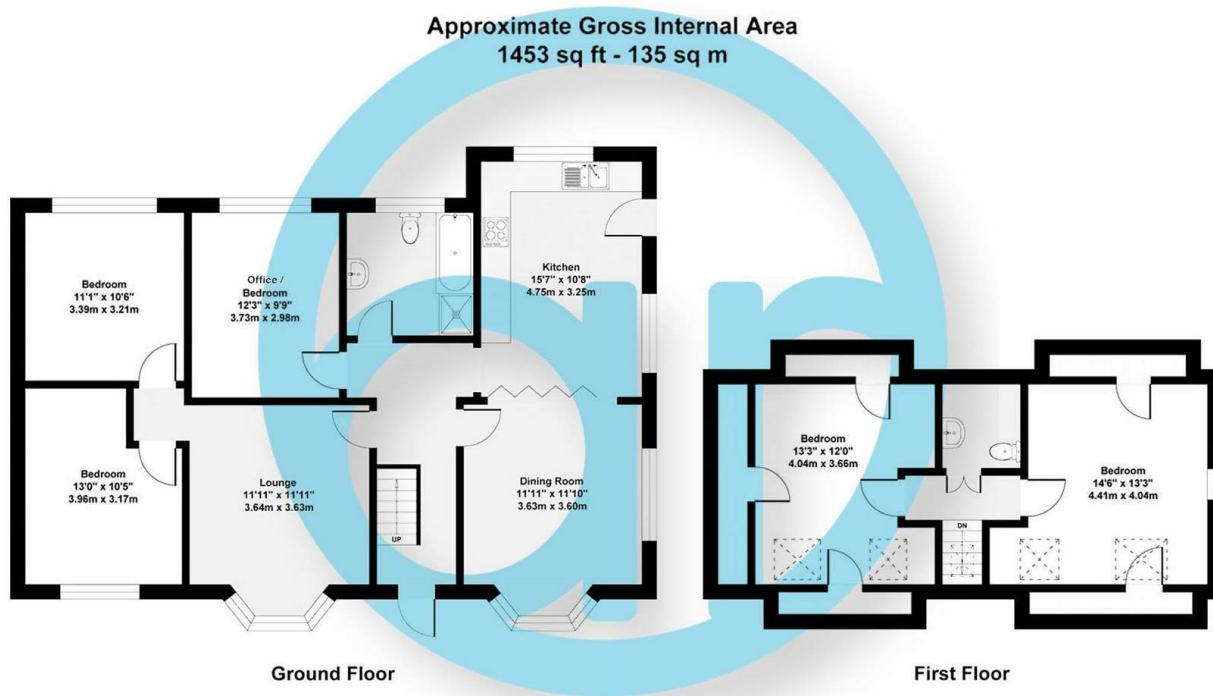 Approximate Gross Internal Area
1453 sq ft - 135 sq m
Bedroom
11'1" x 10'6"
3.39m x 3.21m
Office /
Bedroom
12'3" x 9'9"
3.73m x 2.98m
Kitchen
15'7" x 10'8"
4.75m x 3.25m
Bedroom
13'0" x 10'5"
3.96m x 3.17m
Lounge
11'11" x 11'11"
3.64m x 3.63m
UP
Dining Room
11'11" x 11'10"
3.63m x 3.60m
Bedroom
13'3" x 12'0"
4.04m x 3.66m
DN
Bedroom
14'6" x 13'3"
4.41m x 4.04m
Ground Floor
First Floor